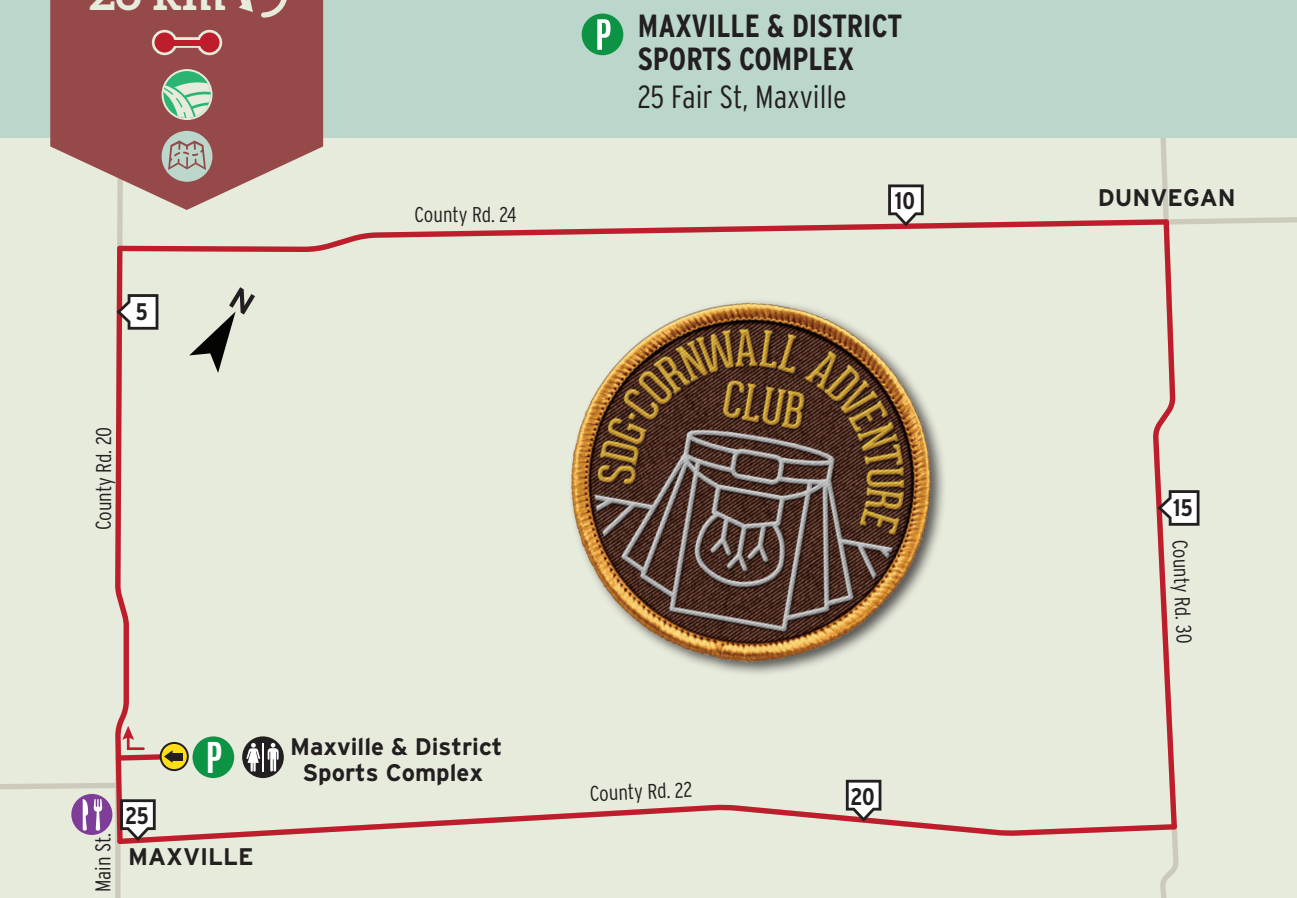 km
P MAXVILLE & DISTRICT
SPORTS COMPLEX
25 Fair St, Maxville
County Rd. 24
10
DUNVEGAN
5
N
SDG·CORNWALL ADVENTURE
CLUB
County Rd. 20
15
County Rd. 30
P
Maxville & District
Sports Complex
County Rd. 22
20
25
Main St.
MAXVILLE